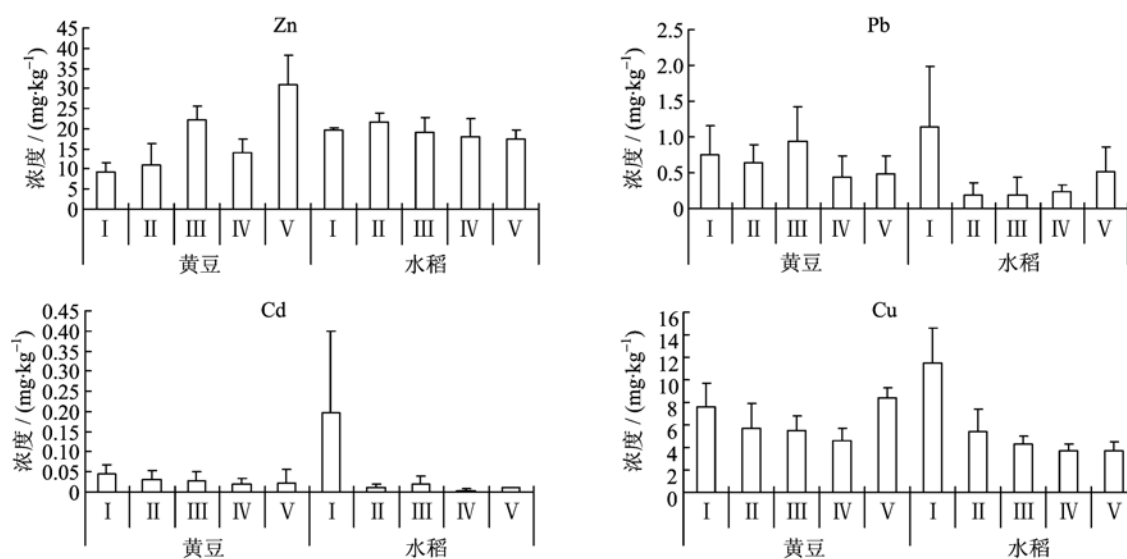 Zn
浓度 / (mg·kg⁻¹)
45
40
35
30
25
20
15
10
5
0
I II III IV V I II III IV V
黄豆 水稻
Pb
浓度 / (mg·kg⁻¹)
2.5
2.0
1.5
1.0
0.5
0
I II III IV V I II III IV V
黄豆 水稻
Cd
浓度 / (mg·kg⁻¹)
0.45
0.40
0.35
0.30
0.25
0.20
0.15
0.10
0.05
0
I II III IV V I II III IV V
黄豆 水稻
Cu
浓度 / (mg·kg⁻¹)
16
14
12
10
8
6
4
2
0
I II III IV V I II III IV V
黄豆 水稻